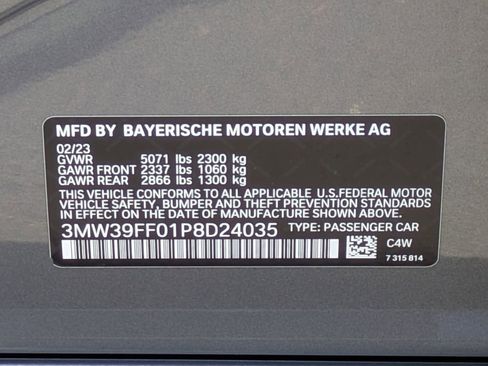 MFD BY BAYERISCHE MOTOREN WERKE AG
02/23
GVWR 5071 lbs 2300 kg
GAWR FRONT 2337 lbs 1060 kg
GAWR REAR 2866 lbs 1300 kg
THIS VEHICLE CONFORMS TO ALL APPLICABLE U.S.FEDERAL MOTOR
VEHICLE SAFETY, BUMPER AND THEFT PREVENTION STANDARDS
IN EFFECT ON THE DATE OF MANUFACTURE SHOWN ABOVE.
3MW39FF01P8D24035 TYPE: PASSENGER CAR
C4W
7 315 814